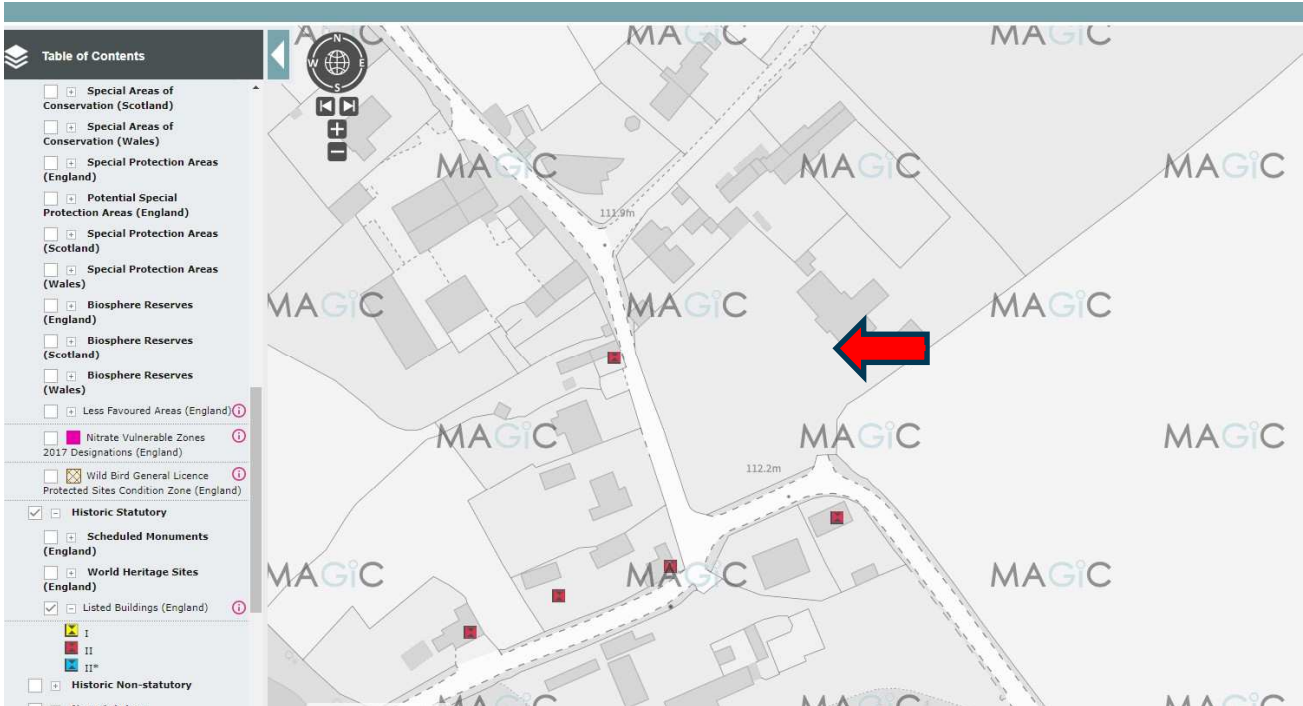 Table of Contents
Special Areas of
Conservation (Scotland)
Special Areas of
Conservation (Wales)
Special Protection Areas
(England)
Potential Special
Protection Areas (England)
Special Protection Areas
(Scotland)
Special Protection Areas
(Wales)
Biosphere Reserves
(England)
Biosphere Reserves
(Scotland)
Biosphere Reserves
(Wales)
Less Favoured Areas (England)
Nitrate Vulnerable Zones
2017 Designations (England)
Wild Bird General Licence
Protected Sites Condition Zone (England)
Historic Statutory
Scheduled Monuments
(England)
World Heritage Sites
(England)
Listed Buildings (England)
I
II
II*
Historic Non-statutory
N
W E
S
MAGiC
MAGiC
MAGiC
MAGiC
MAGiC
111.9m
MAGiC
MAGiC
MAGiC
MAGiC
MAGiC
MAGiC
112.2m
MAGiC
MAGiC
MAGiC